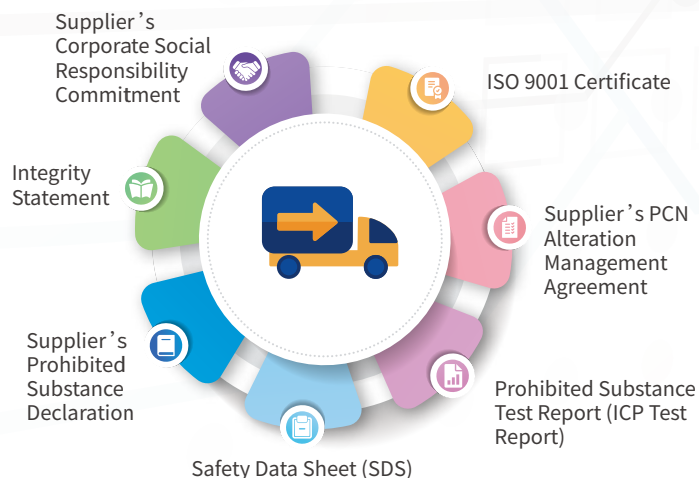 Supplier’s
Corporate Social
Responsibility
Commitment
ISO 9001 Certificate
Integrity
Statement
Supplier’s PCN
Alteration
Management
Agreement
Supplier’s
Prohibited
Substance
Declaration
Prohibited Substance
Test Report (ICP Test
Report)
Safety Data Sheet (SDS)